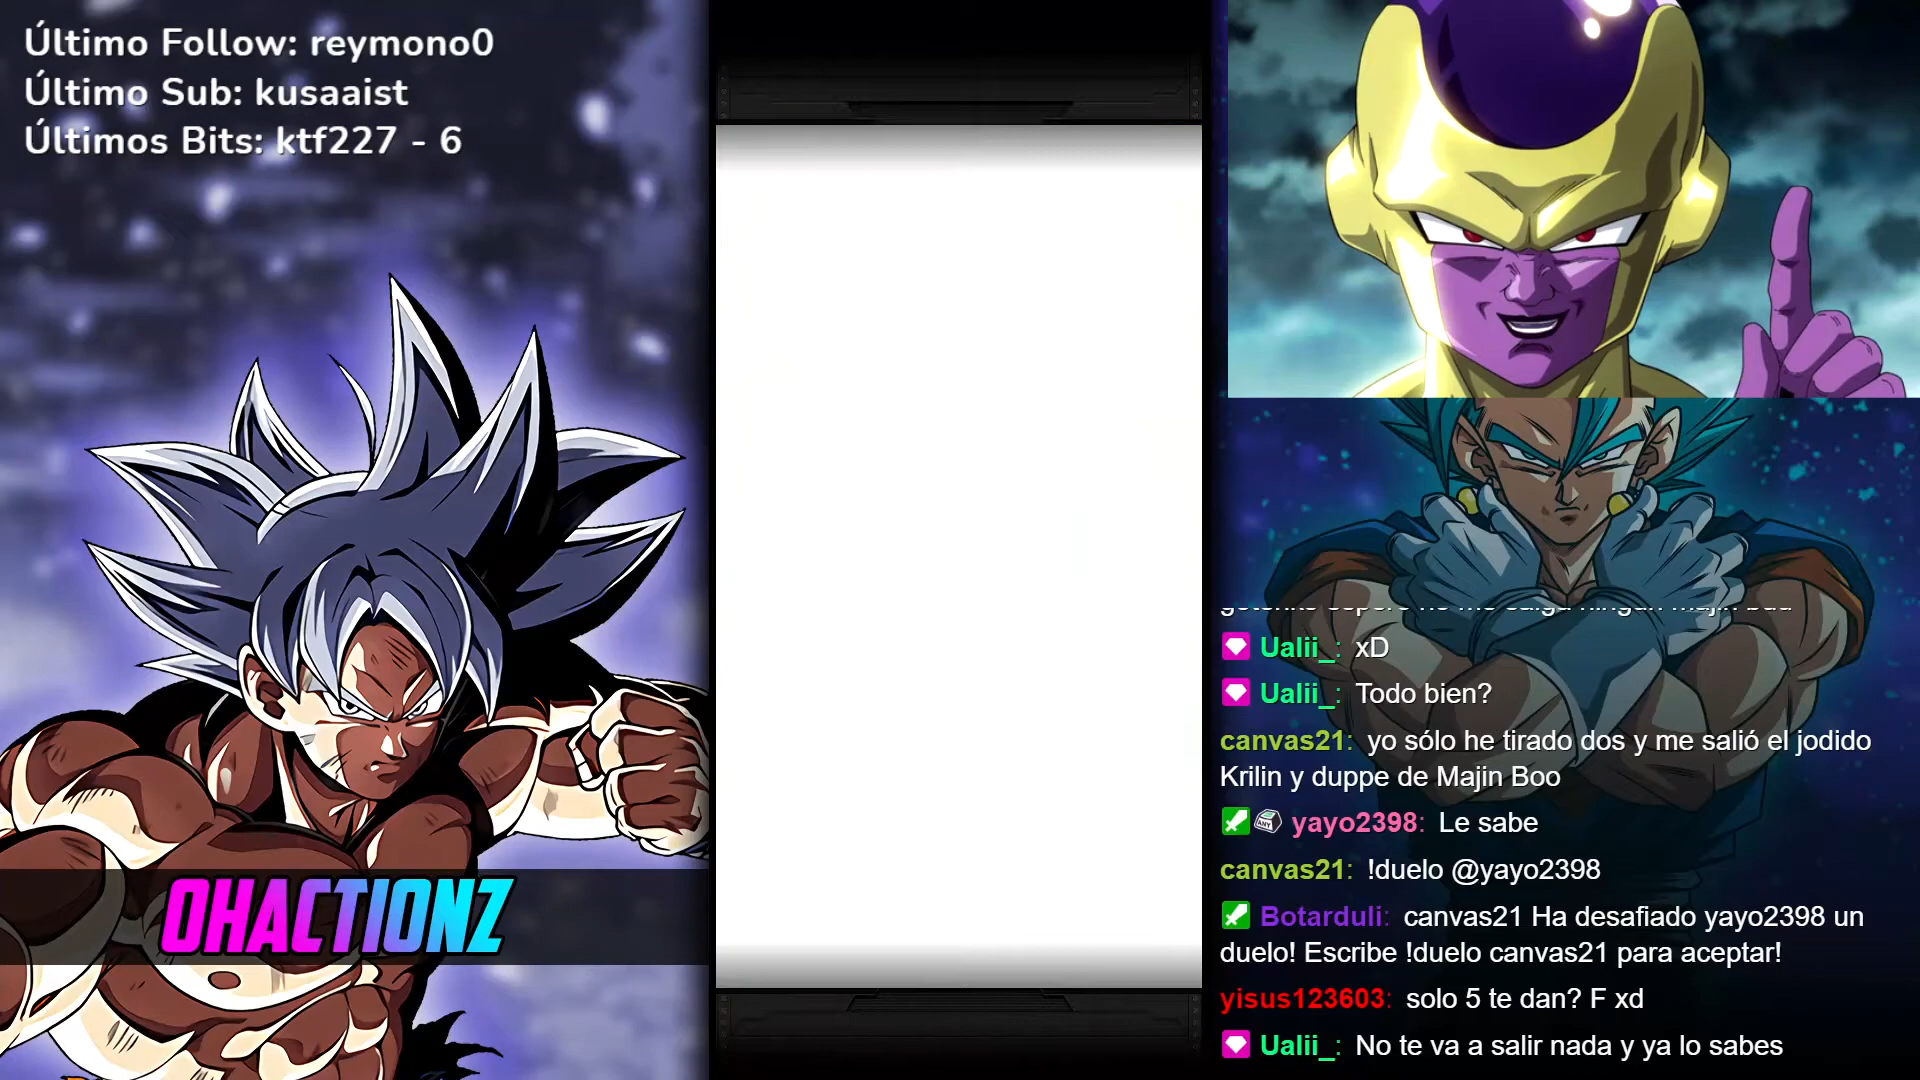 Último Follow: reymono0
Último Sub: kusaaist
Últimos Bits: ktf227 - 6
OHACTIONZ
Ualii_: xD
Ualii_: Todo bien?
canvas21: yo sólo he tirado dos y me salió el jodido
Krilin y duppe de Majin Boo
ANY yayo2398: Le sabe
canvas21: !duelo @yayo2398
Botarduli: canvas21 Ha desafiado yayo2398 un
duelo! Escribe !duelo canvas21 para aceptar!
yisus123603: solo 5 te dan? F xd
Ualii_: No te va a salir nada y ya lo sabes